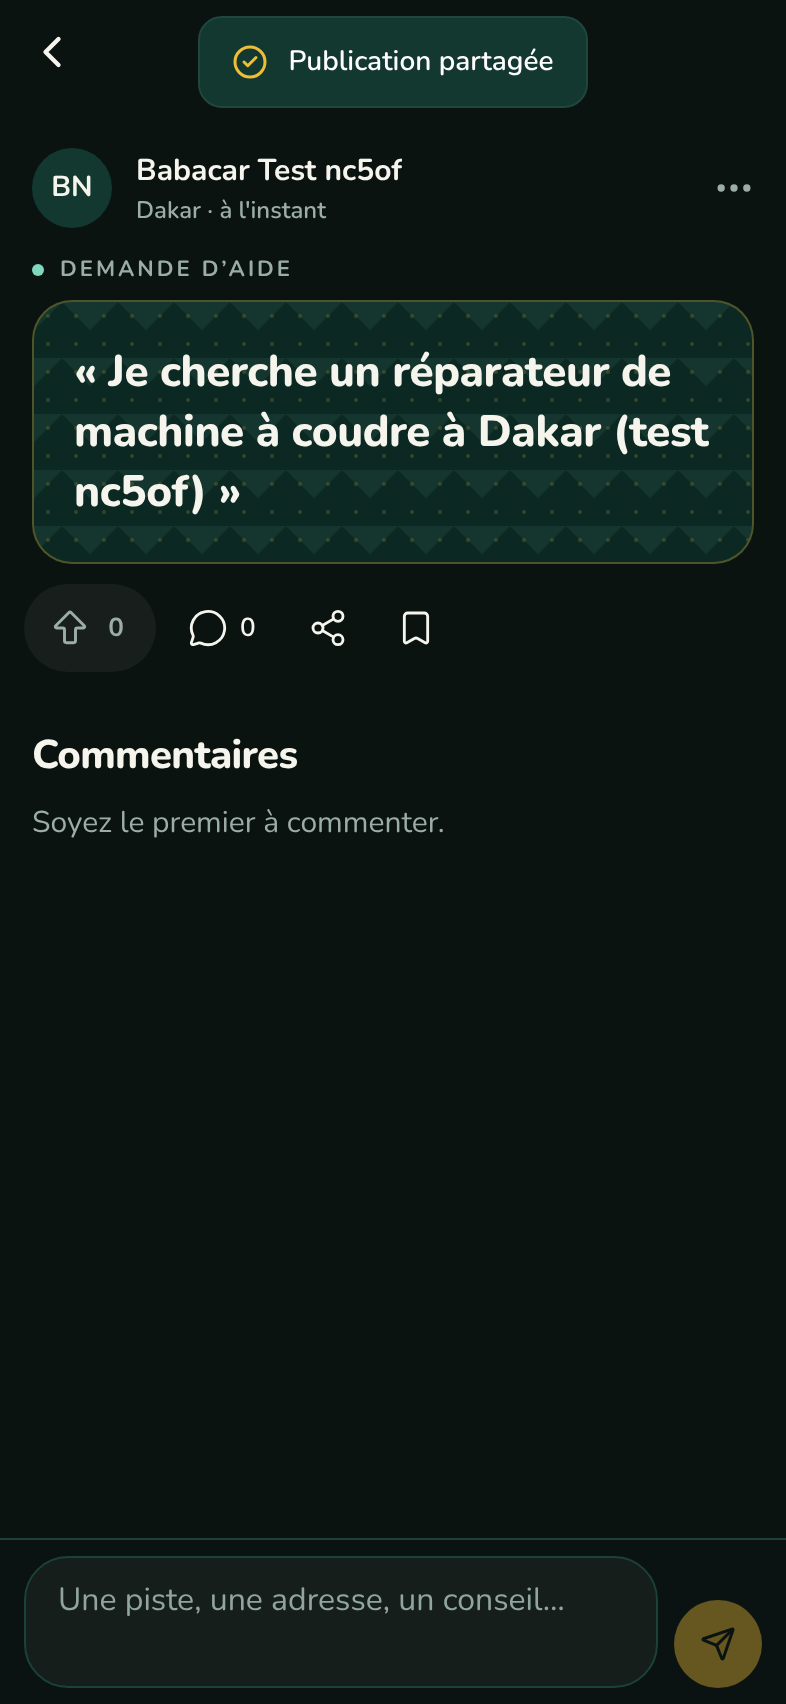 Publication partagée
BN
Babacar Test nc5of
Dakar · à l'instant
DEMANDE D’AIDE
« Je cherche un réparateur de
machine à coudre à Dakar (test
nc5of) »
0
0
Commentaires
Soyez le premier à commenter.
Une piste, une adresse, un conseil...